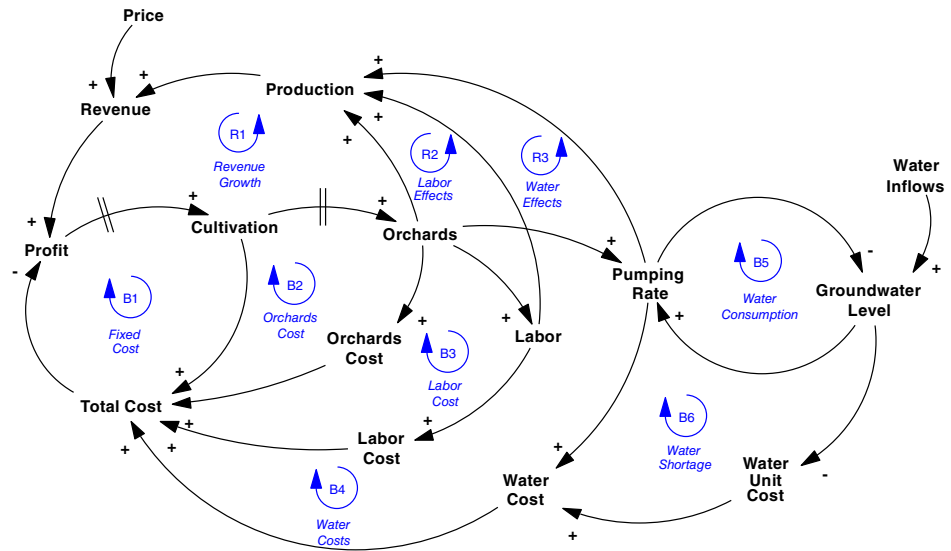 Price
+
+
Revenue
Production
+
+
+
R1
Revenue
Growth
R2
Labor
Effects
R3
Water
Effects
Water
Inflows
+
Profit
-
+
Cultivation
+
Orchards
+
Pumping
Rate
-
+
Groundwater
Level
B5
Water
Consumption
+
B1
Fixed
Cost
B2
Orchards
Cost
+
Orchards
Cost
+
Labor
B3
Labor
Cost
+
Total Cost
+
+
+
+
Labor
Cost
B6
Water
Shortage
+
Water
Cost
Water
Unit
Cost
-
B4
Water
Costs
+